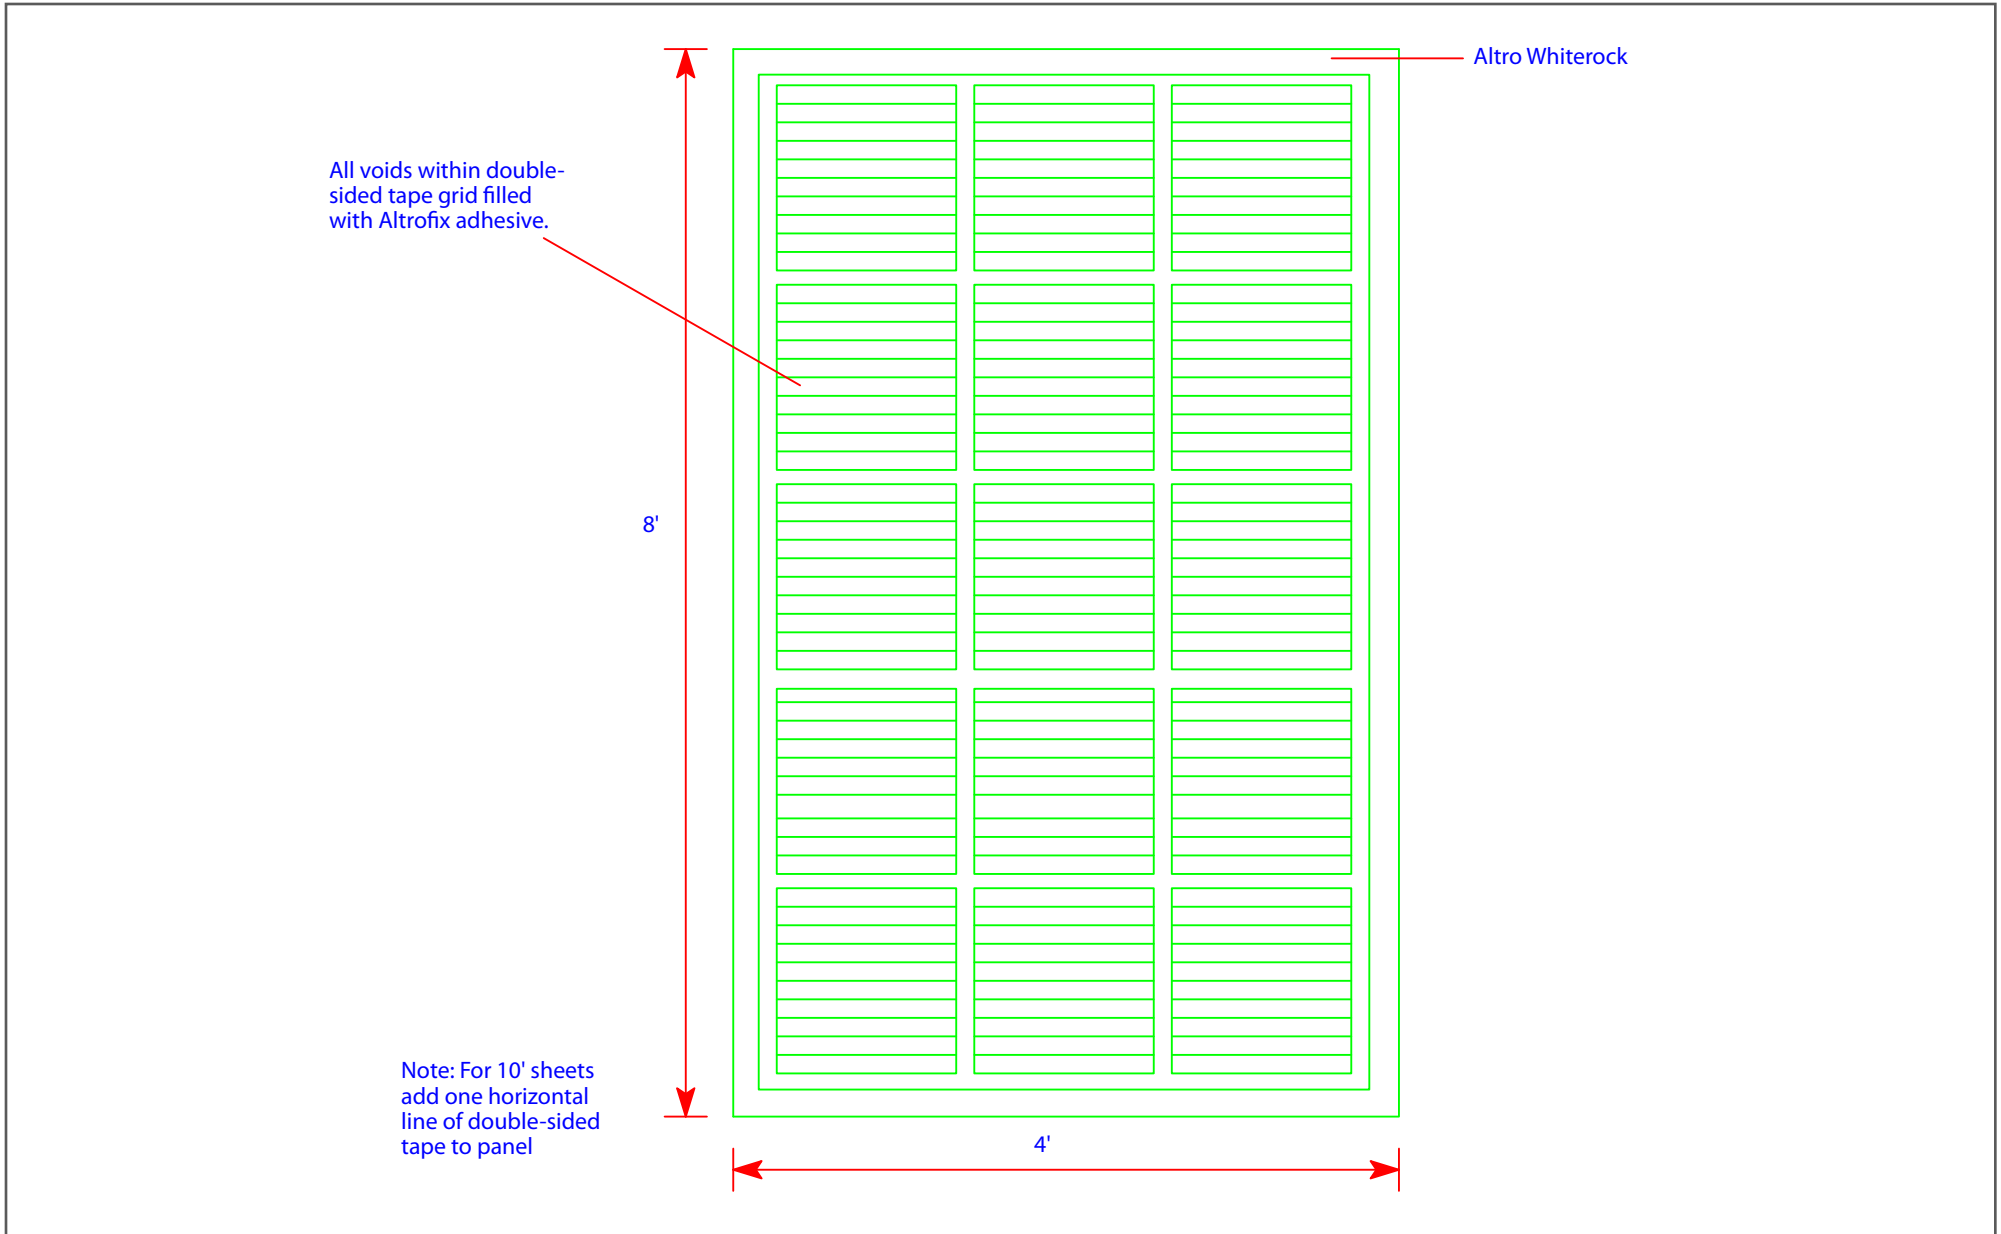 Altro Whiterock
All voids within double-
sided tape grid filled
with Altrofix adhesive.
8'
Note: For 10' sheets
add one horizontal
line of double-sided
tape to panel
4'